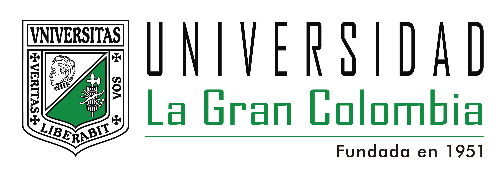 VNIVERSITAS
VERITAS
VOS
LIBERABIT
UNIVERSIDAD
La Gran Colombia
Fundada en 1951